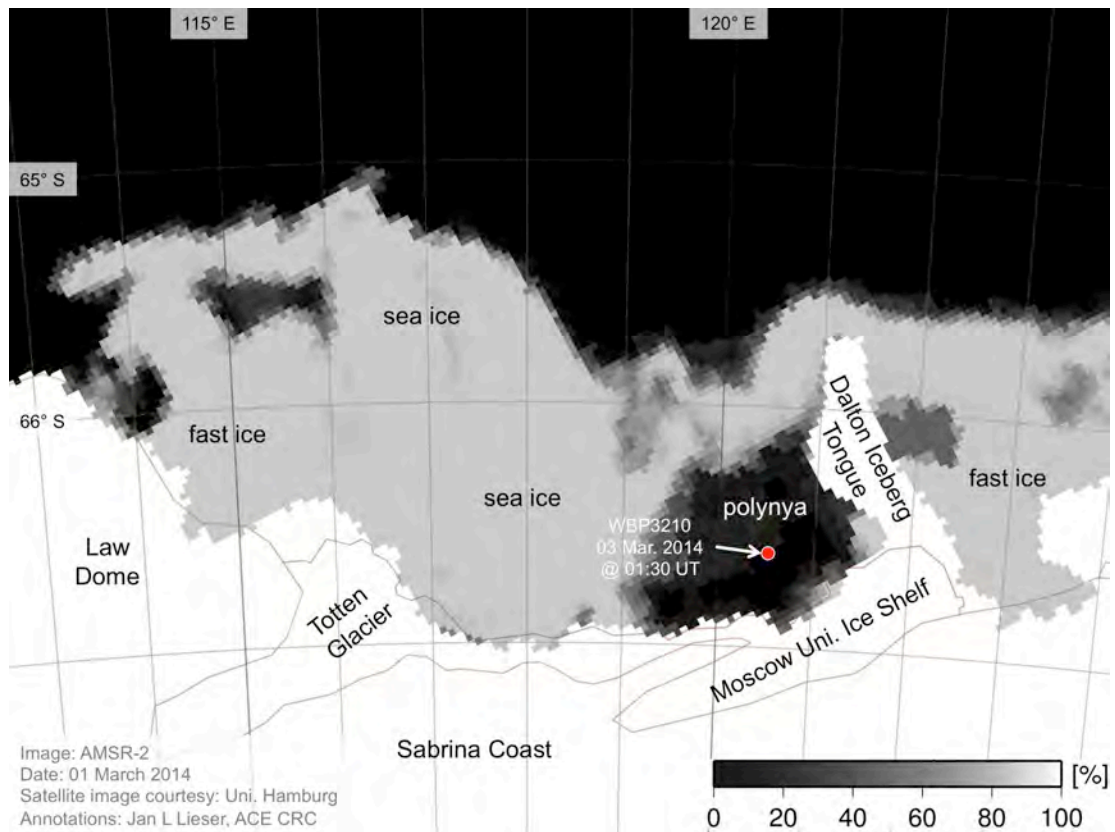 115° E
120° E
65° S
sea ice
66° S
fast ice
Dalton Iceberg
Tongue
sea ice
fast ice
polynya
WBP3210
03 Mar. 2014
@ 01:30 UT
Law
Dome
Totten
Glacier
Moscow Uni. Ice Shelf
Sabrina Coast
Image: AMSR-2
Date: 01 March 2014
Satellite image courtesy: Uni. Hamburg
Annotations: Jan L Lieser, ACE CRC
[%]
0 20 40 60 80 100